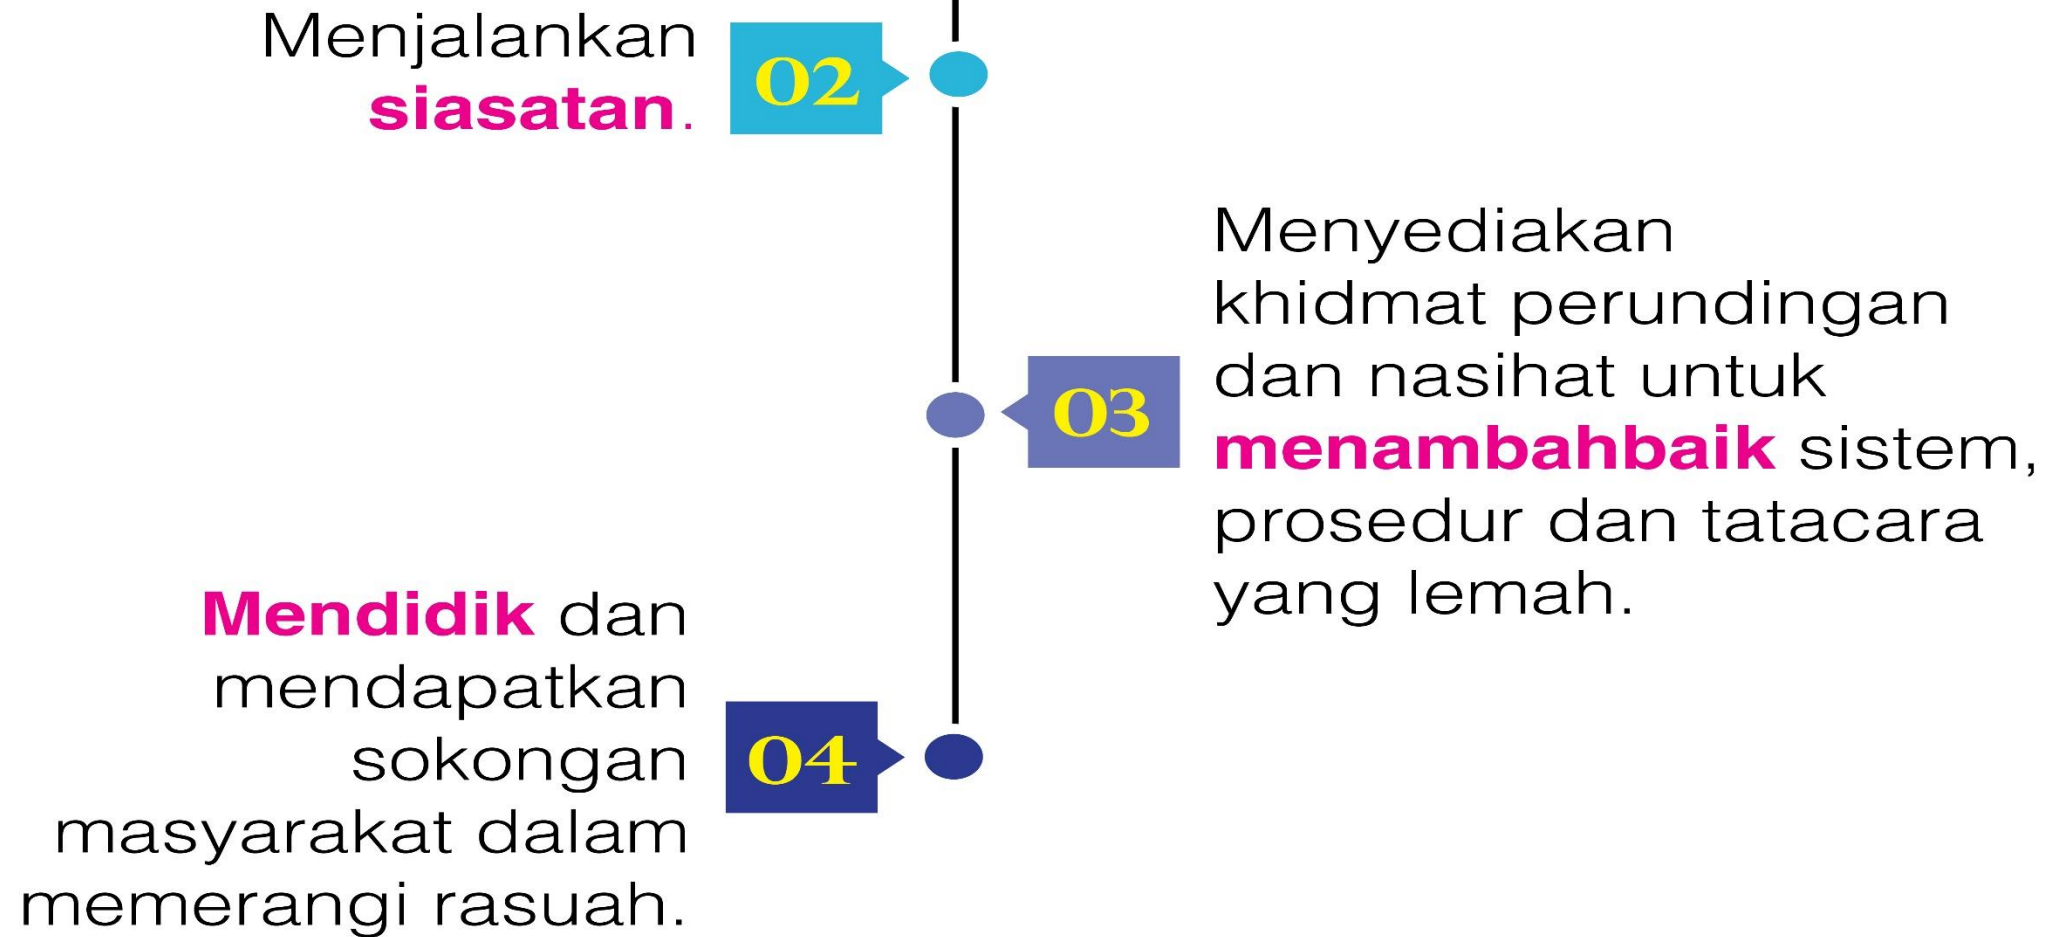 Menjalankan
siasatan.
02
Menyediakan
khidmat perundingan
dan nasihat untuk
menambahbaik sistem,
prosedur dan tatacara
yang lemah.
03
Mendidik dan
mendapatkan
sokongan
masyarakat dalam
memerangi rasuah.
04